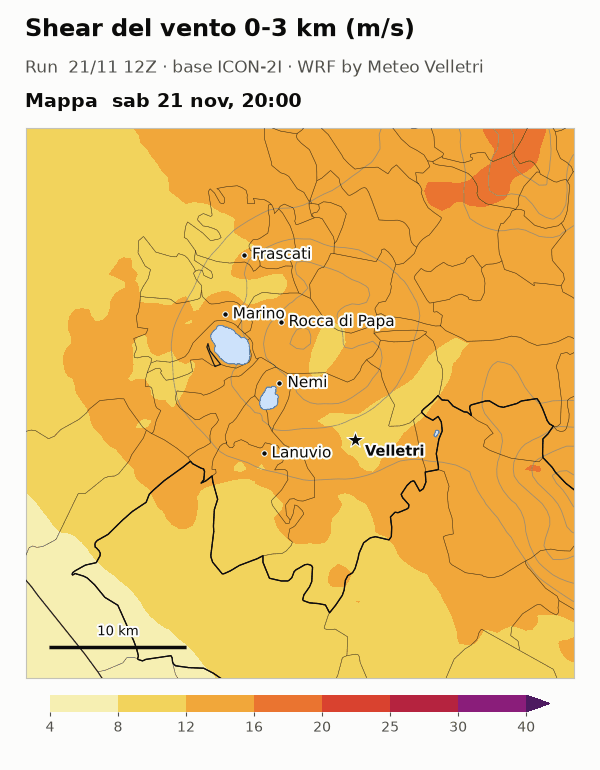 Shear del vento 0-3 km (m/s)
Run  21/11 12Z · base ICON-2I · WRF by Meteo Velletri
Mappa  sab 21 nov, 20:00
Frascati
Marino
Rocca di Papa
Nemi
Velletri
Lanuvio
10 km
4 8 12 16 20 25 30 40